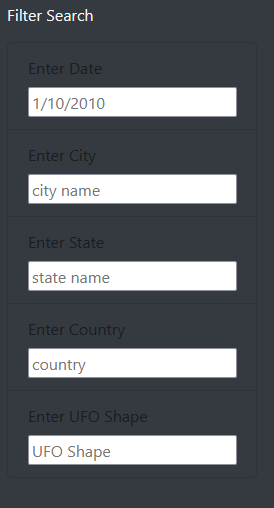 Filter Search
Enter Date
1/10/2010
Enter City
city name
Enter State
state name
Enter Country
country
Enter UFO Shape
UFO Shape